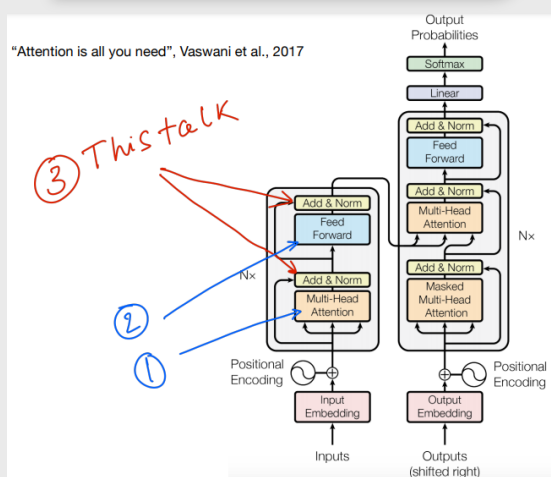 "Attention is all you need", Vaswani et al., 2017
③ This talk
②
①
Output
Probabilities
Softmax
Linear
Add & Norm
Feed
Forward
Add & Norm
Multi-Head
Attention
Nx
Add & Norm
Masked
Multi-Head
Attention
Positional
Encoding
Output
Embedding
Outputs
(shifted right)
Add & Norm
Feed
Forward
Nx
Add & Norm
Multi-Head
Attention
Positional
Encoding
Input
Embedding
Inputs